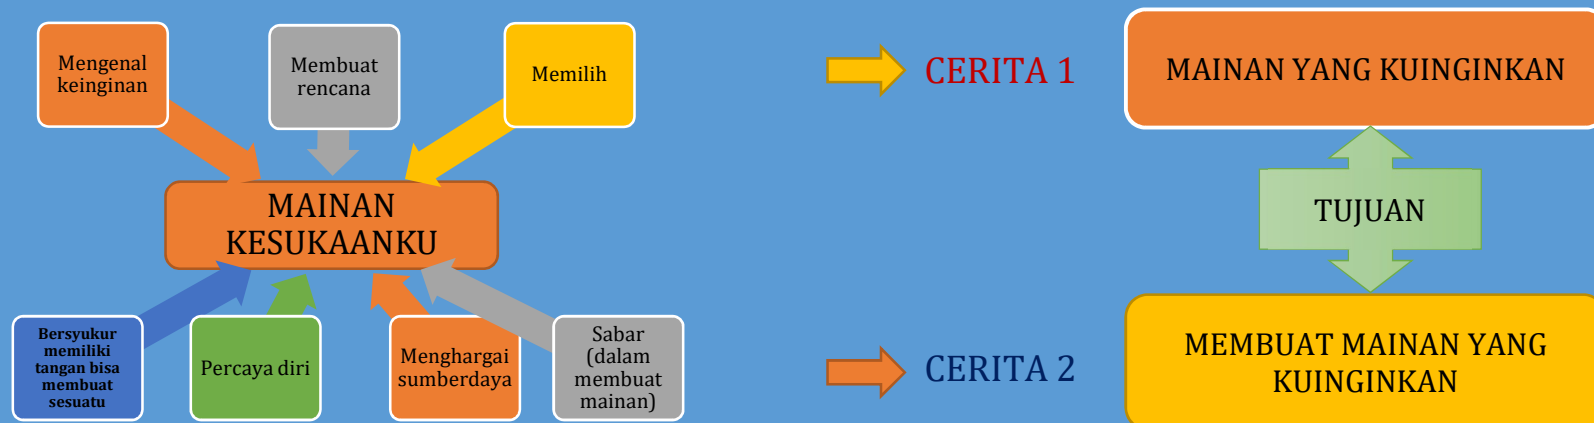 Mengenal
keinginan
Membuat
rencana
Memilih
MAINAN
KESUKAANKU
Bersyukur
memiliki
tangan bisa
membuat
sesuatu
Percaya diri
Menghargai
sumberdaya
Sabar
(dalam
membuat
mainan)
CERITA 1
MAINAN YANG KUINGINKAN
TUJUAN
CERITA 2
MEMBUAT MAINAN YANG
KUINGINKAN